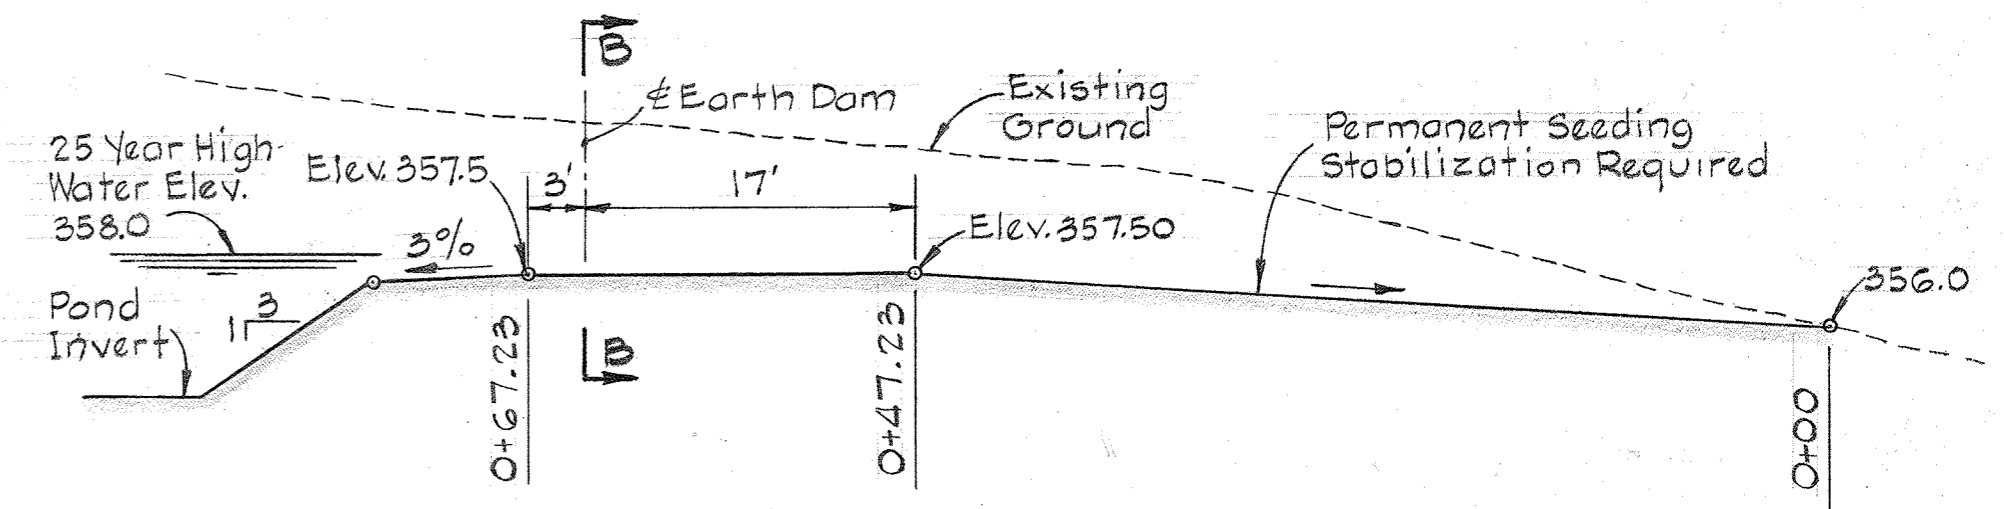 B
℄ Earth Dam
Existing
Ground
Permanent Seeding
Stabilization Required
25 Year High
Water Elev.
358.0
Elev. 357.5
3'
17'
Elev. 357.50
3%
356.0
Pond
Invert
3
1
B
0+67.23
0+47.23
0+00